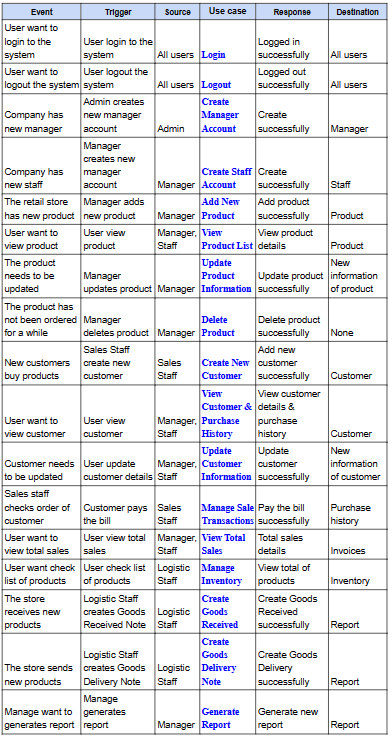 Event Trigger Source Use case Response Destination
User want to login to the system User login to the system All users Login Logged in successfully All users
User want to logout the system User logout the system All users Logout Logged out successfully All users
Company has new manager Admin creates new manager account Admin Create Manager Account Create successfully Manager
Company has new staff Manager creates new manager account Manager Create Staff Account Create successfully Staff
The retail store has new product Manager adds new product Manager Add New Product Add product successfully Product
User want to view product User view product Manager, Staff View Product List View product details Product
The product needs to be updated Manager updates product Manager Update Product Information Update product successfully New information of product
The product has not been ordered for a while Manager deletes product Manager Delete Product Delete product successfully None
New customers buy products Sales Staff create new customer Sales Staff Create New Customer Add new customer successfully Customer
User want to view customer User view customer Manager, Staff View Customer & Purchase History View customer details & purchase history Customer
Customer needs to be updated User update customer details Manager, Staff Update Customer Information Update customer successfully New information of customer
Sales staff checks order of customer Customer pays the bill Sales Staff Manage Sale Transactions Pay the bill successfully Purchase history
User want to view total sales User view total sales Manager, Staff View Total Sales Total sales details Invoices
User want check list of products User check list of products Logistic Staff Manage Inventory View total of products Inventory
The store receives new products Logistic Staff creates Goods Received Note Logistic Staff Create Goods Received Create Goods Received successfully Report
The store sends new products Logistic Staff creates Goods Delivery Note Logistic Staff Create Goods Delivery Note Create Goods Delivery successfully Report
Manage want to generates report Manage generates report Manager Generate Report Generate new report Report